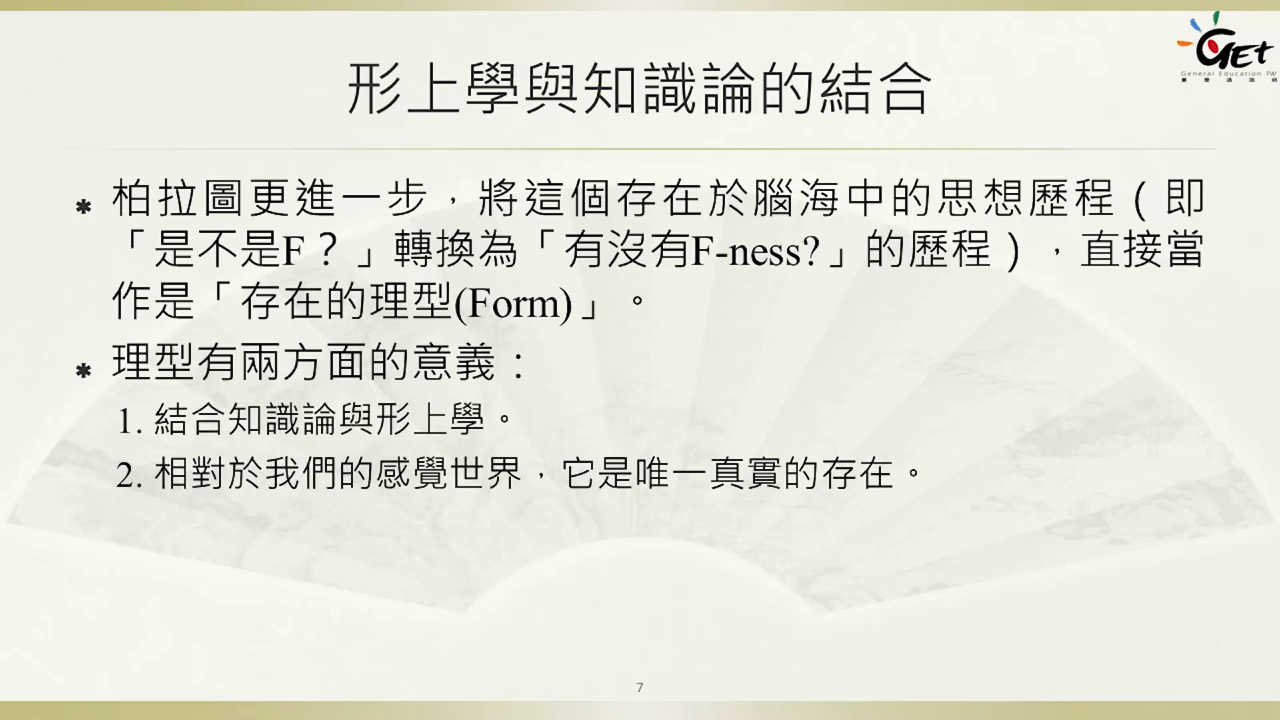 GET
General Education TW
形上學與知識論的結合
* 柏拉圖更進一步，將這個存在於腦海中的思想歷程（即
「是不是F？」轉換為「有沒有F-ness?」的歷程），直接當
作是「存在的理型(Form)」。
* 理型有兩方面的意義：
1. 結合知識論與形上學。
2. 相對於我們的感覺世界，它是唯一真實的存在。
7